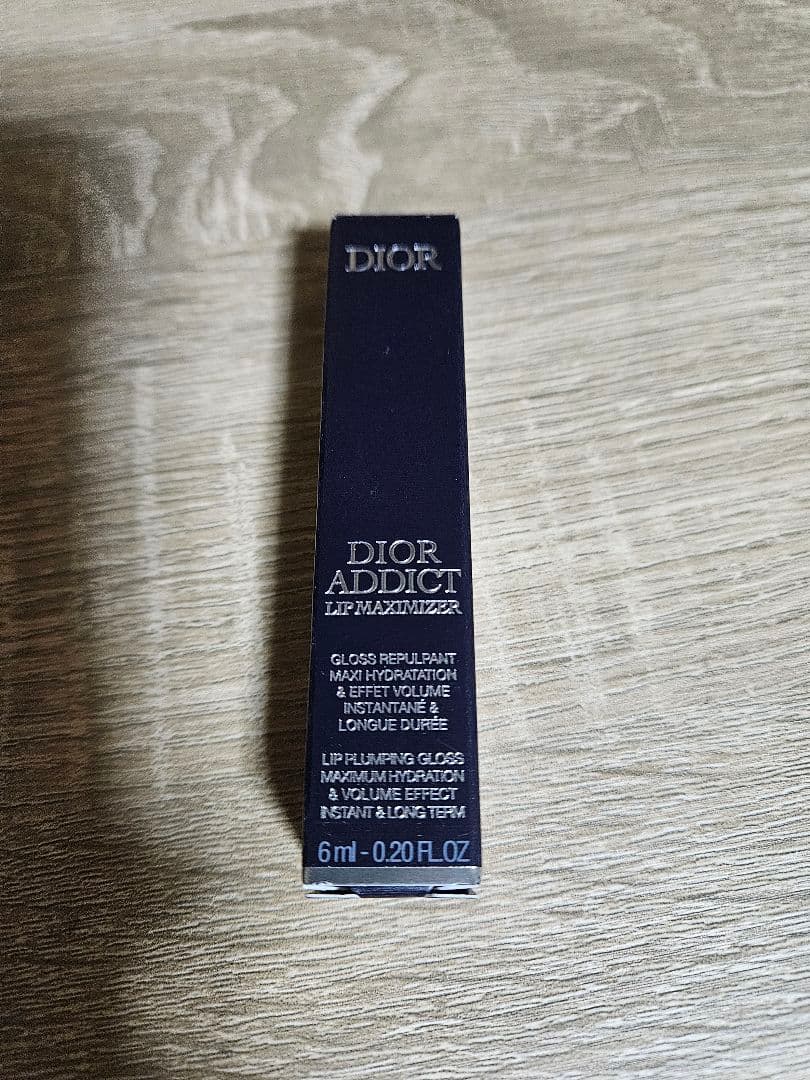 DIOR
DIOR
ADDICT
LIP MAXIMIZER
GLOSS REPULPANT
MAXI HYDRATATION
& EFFET VOLUME
INSTANTANÉ &
LONGUE DURÉE
LIP PLUMPING GLOSS
MAXIMUM HYDRATION
& VOLUME EFFECT
INSTANT & LONG TERM
6 ml - 0.20 FL.OZ